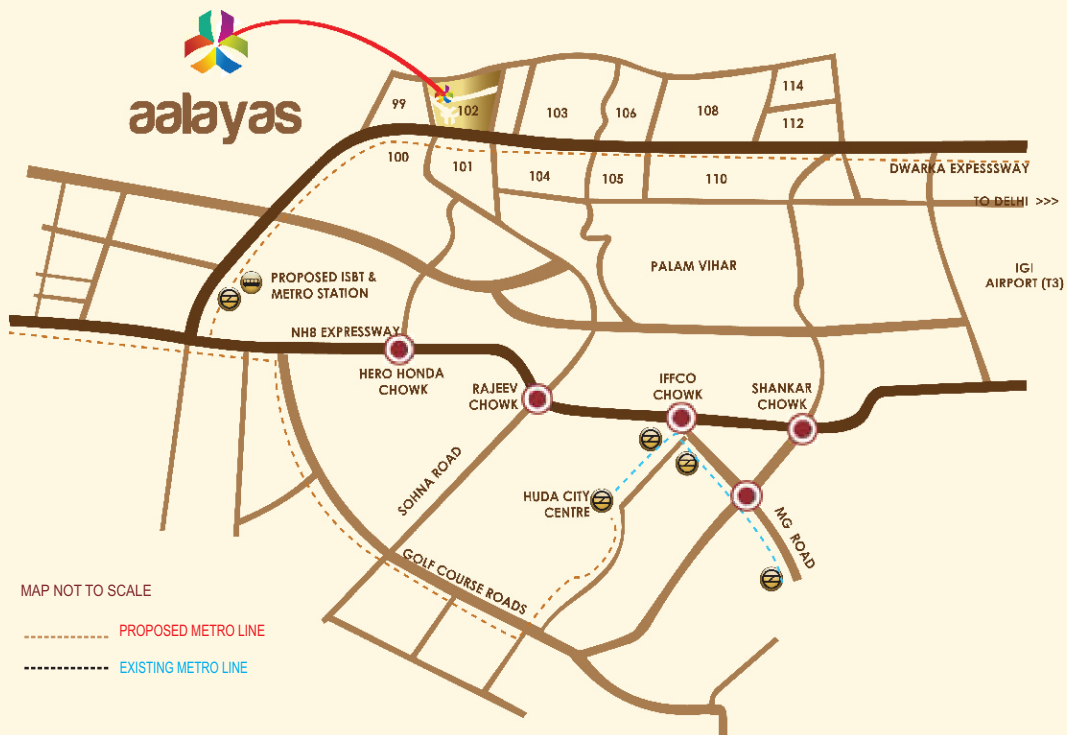 aalayas
99
102
103
106
108
114
112
100
101
104
105
110
DWARKA EXPESSWAY
TO DELHI >>>
PALAM VIHAR
IGI
AIRPORT (T3)
PROPOSED ISBT &
METRO STATION
NH8 EXPRESSWAY
HERO HONDA
CHOWK
RAJEEV
CHOWK
IFFCO
CHOWK
SHANKAR
CHOWK
SOHNA ROAD
HUDA CITY
CENTRE
MG ROAD
GOLF COURSE ROADS
MAP NOT TO SCALE
PROPOSED METRO LINE
EXISTING METRO LINE